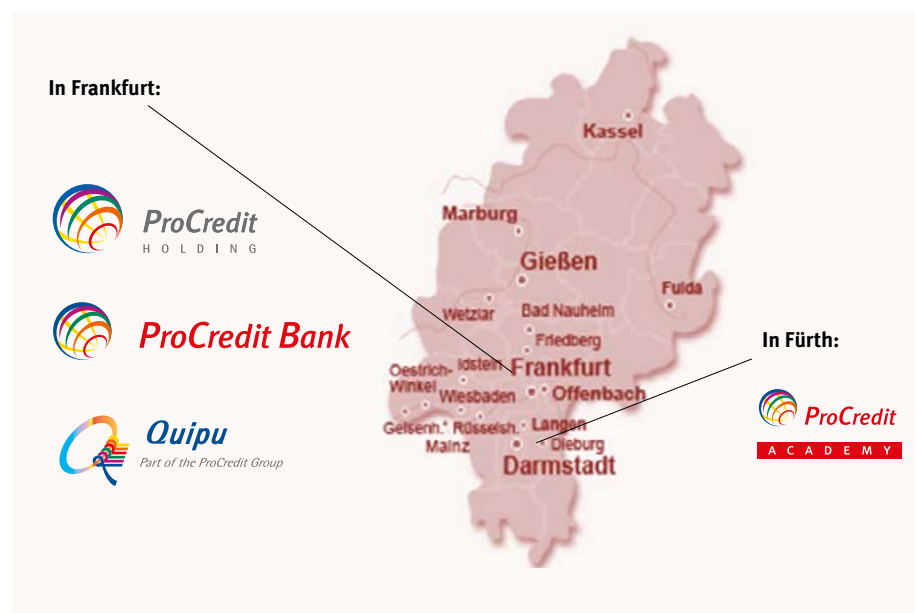 In Frankfurt:
ProCredit
HOLDING
ProCredit Bank
Quipu
Part of the ProCredit Group
Kassel
Marburg
Gießen
Fulda
Wetzlar
Bad Nauheim
Friedberg
Oestrich-
Winkel
Idstein
Frankfurt
Wiesbaden
Offenbach
Geisenh.
Rüsselsh.
Langen
Mainz
Dieburg
Darmstadt
In Fürth:
ProCredit
ACADEMY